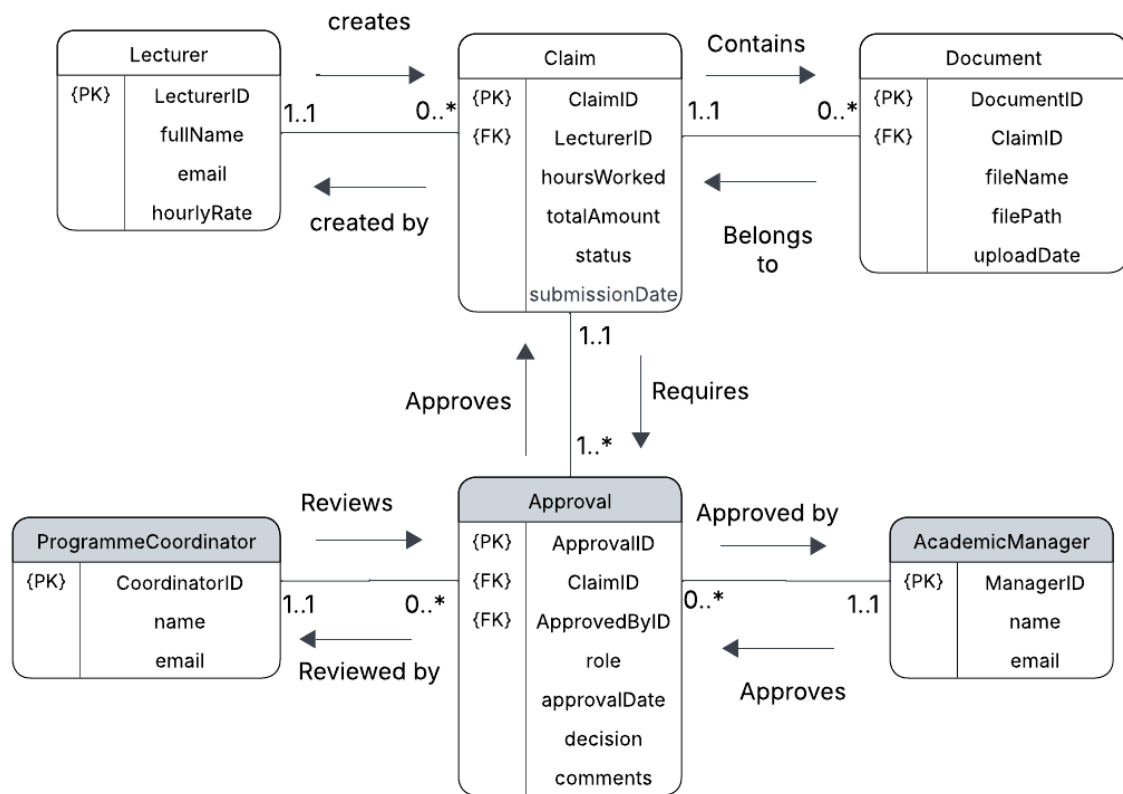 creates
Lecturer
{PK} LecturerID
fullName
email
hourlyRate
1..1
0..*
created by
Claim
{PK} ClaimID
{FK} LecturerID
hoursWorked
totalAmount
status
submissionDate
Contains
1..1
0..*
Belongs
to
Document
{PK} DocumentID
{FK} ClaimID
fileName
filePath
uploadDate
1..1
Approves
Requires
1..*
Reviews
ProgrammeCoordinator
{PK} CoordinatorID
name
email
1..1
0..*
Reviewed by
Approval
{PK} ApprovalID
{FK} ClaimID
{FK} ApprovedByID
role
approvalDate
decision
comments
Approved by
0..*
1..1
Approves
AcademicManager
{PK} ManagerID
name
email